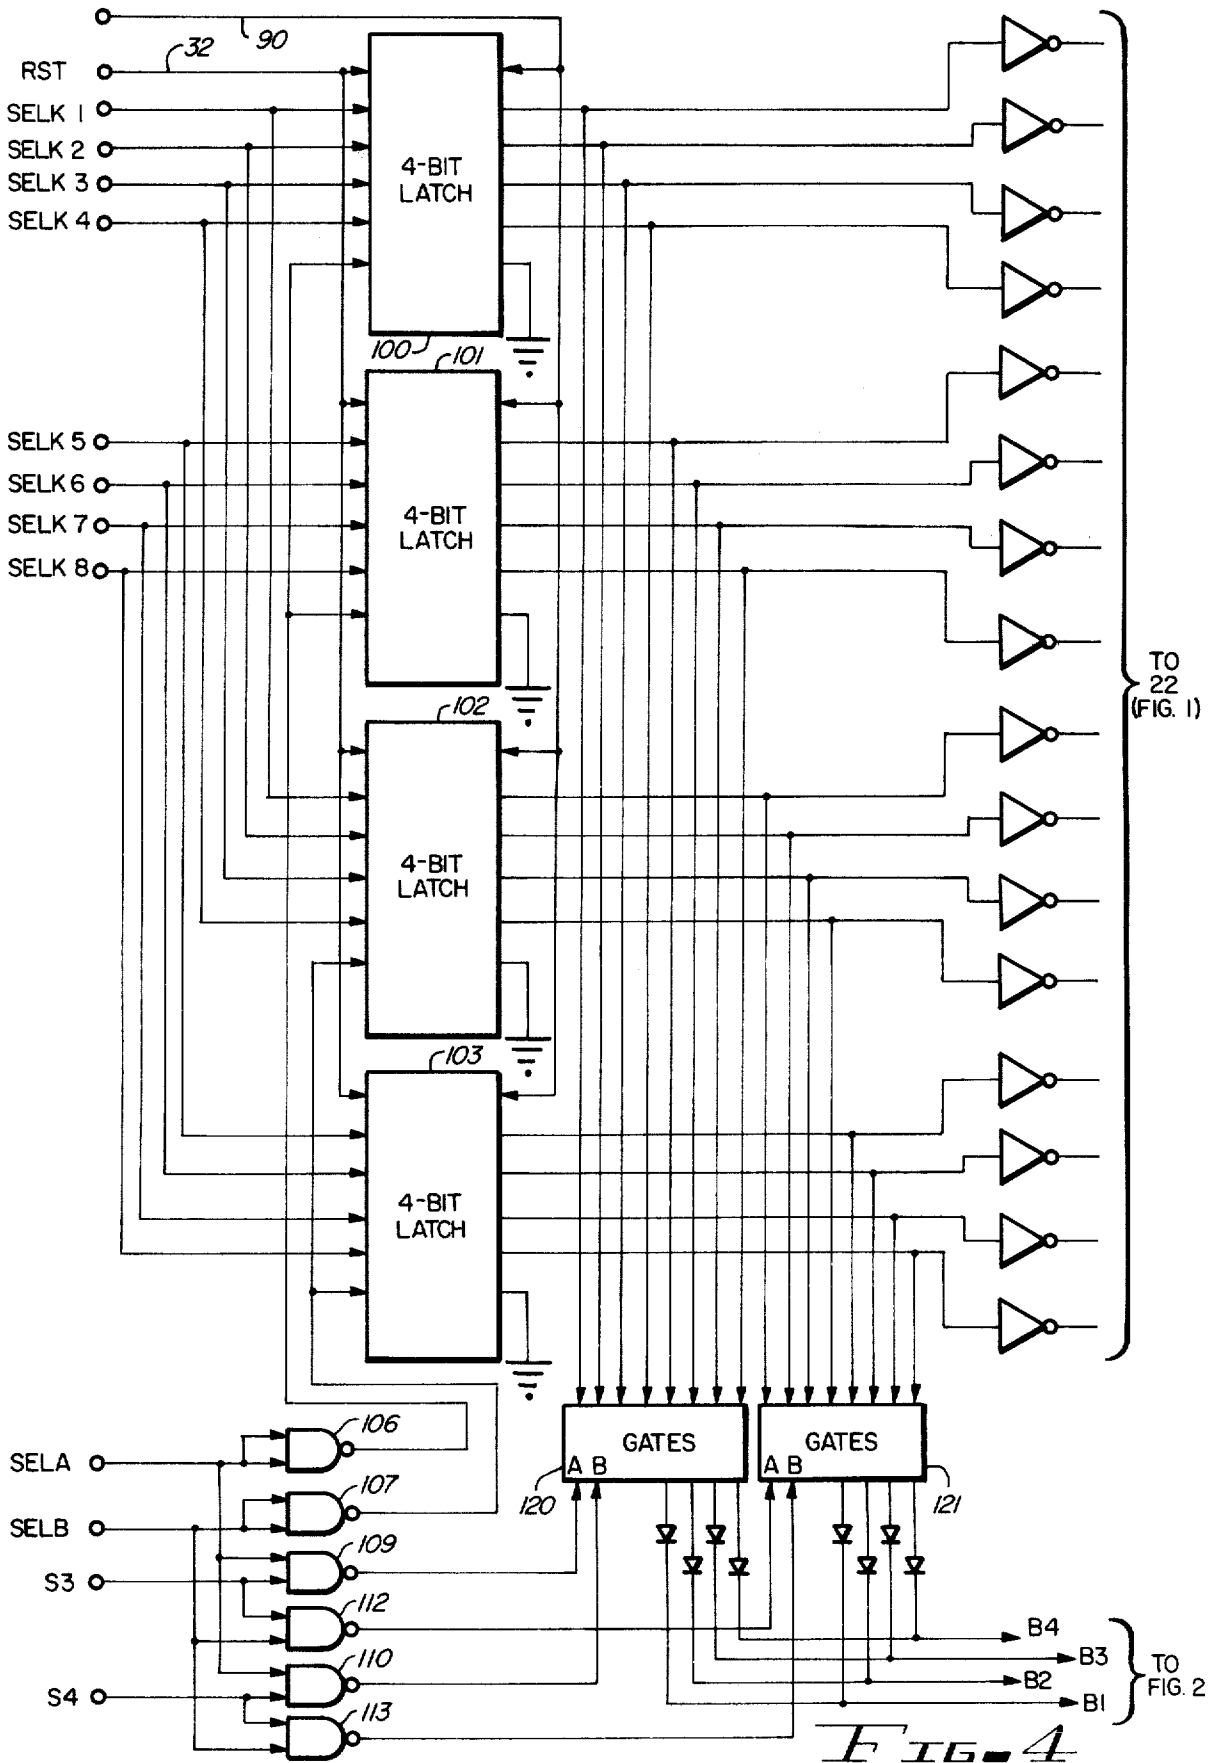 90
32
RST
SELK 1
SELK 2
SELK 3
SELK 4
4-BIT
LATCH
100
101
SELK 5
SELK 6
SELK 7
SELK 8
4-BIT
LATCH
TO
22
(FIG. 1)
102
4-BIT
LATCH
103
4-BIT
LATCH
106
SELA
GATES
A B
120
GATES
A B
121
107
SELB
109
S3
112
110
S4
113
B4
B3
B2
B1
TO
FIG. 2
FIG. 4